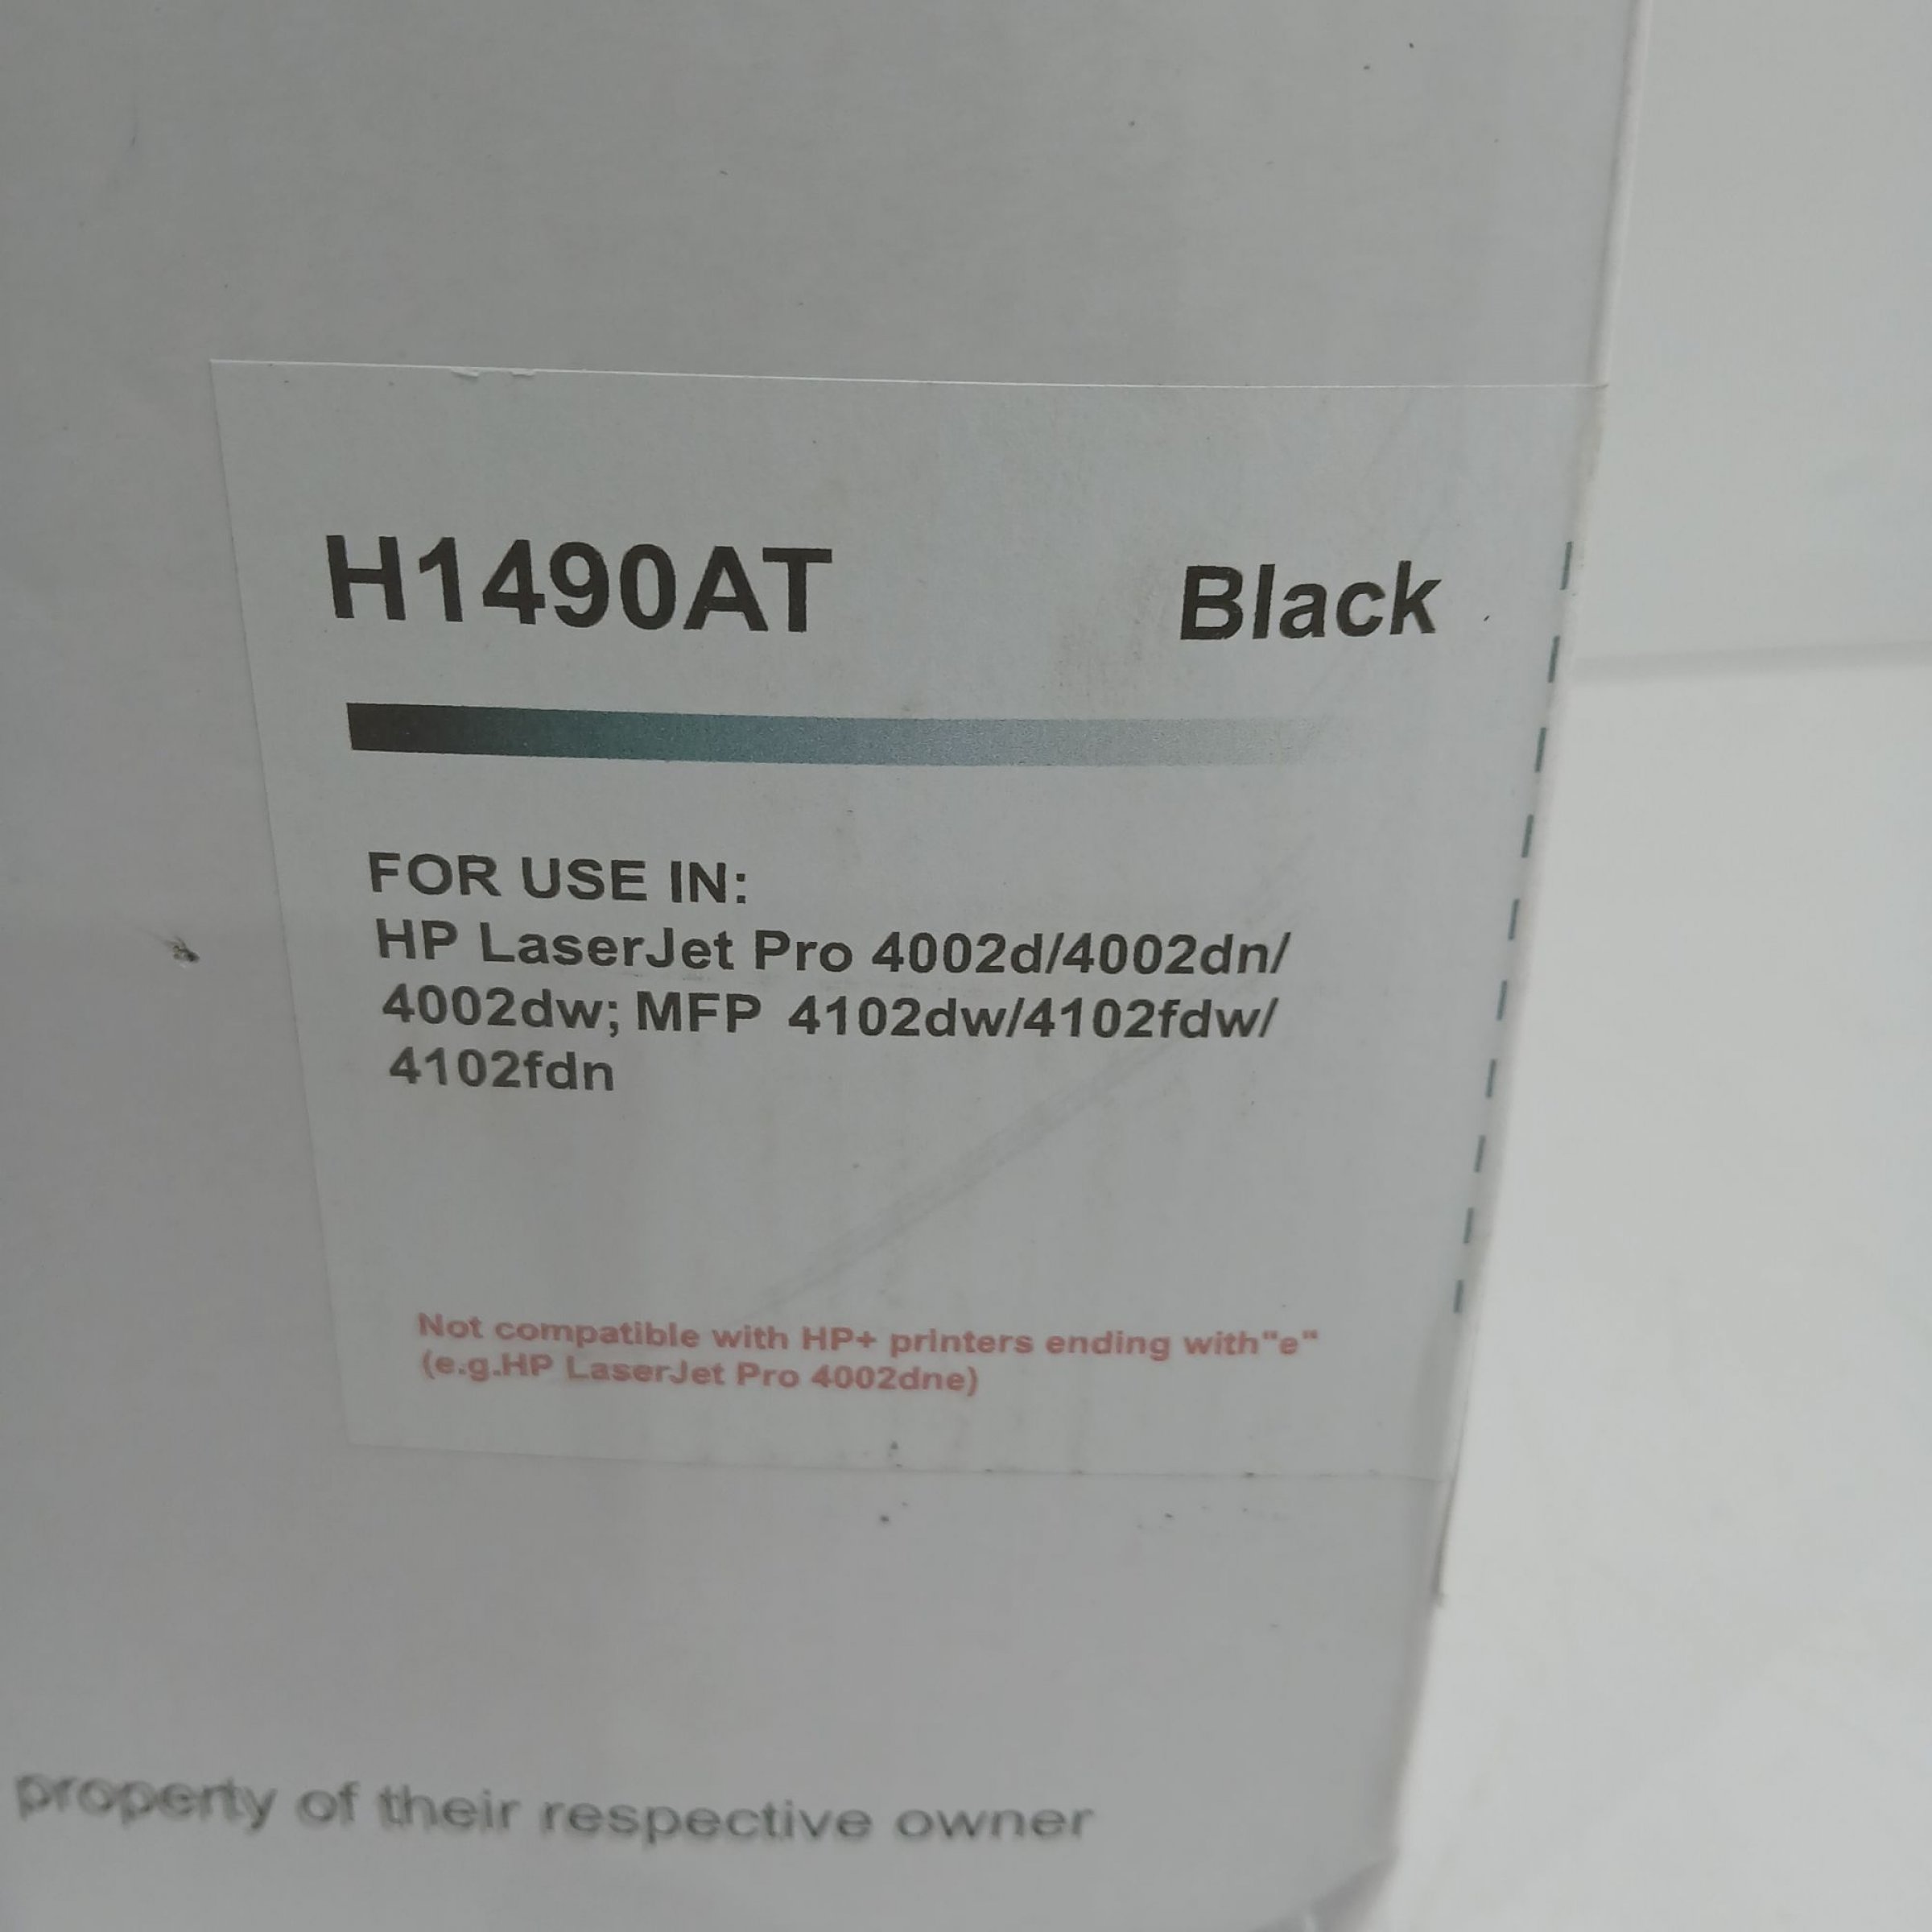 H1490AT Black
FOR USE IN:
HP LaserJet Pro 4002d/4002dn/
4002dw; MFP 4102dw/4102fdw/
4102fdn
Not compatible with HP+ printers ending with"e"
(e.g.HP LaserJet Pro 4002dne)
property of their respective owner